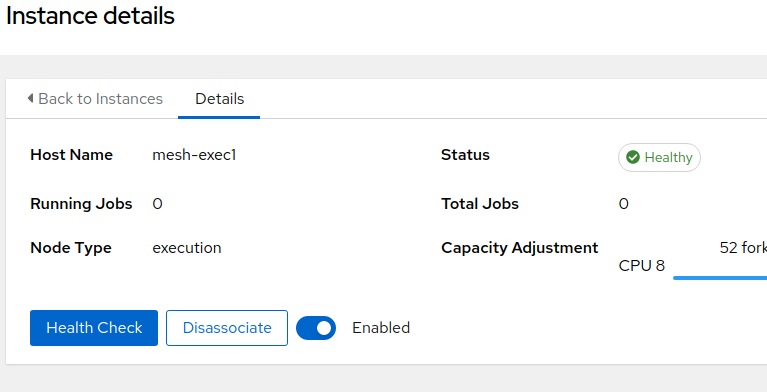 Instance details
Back to Instances Details
Host Name mesh-exec1 Status Healthy
Running Jobs 0 Total Jobs 0
Node Type execution Capacity Adjustment 52 fork
CPU 8
Health Check Disassociate Enabled